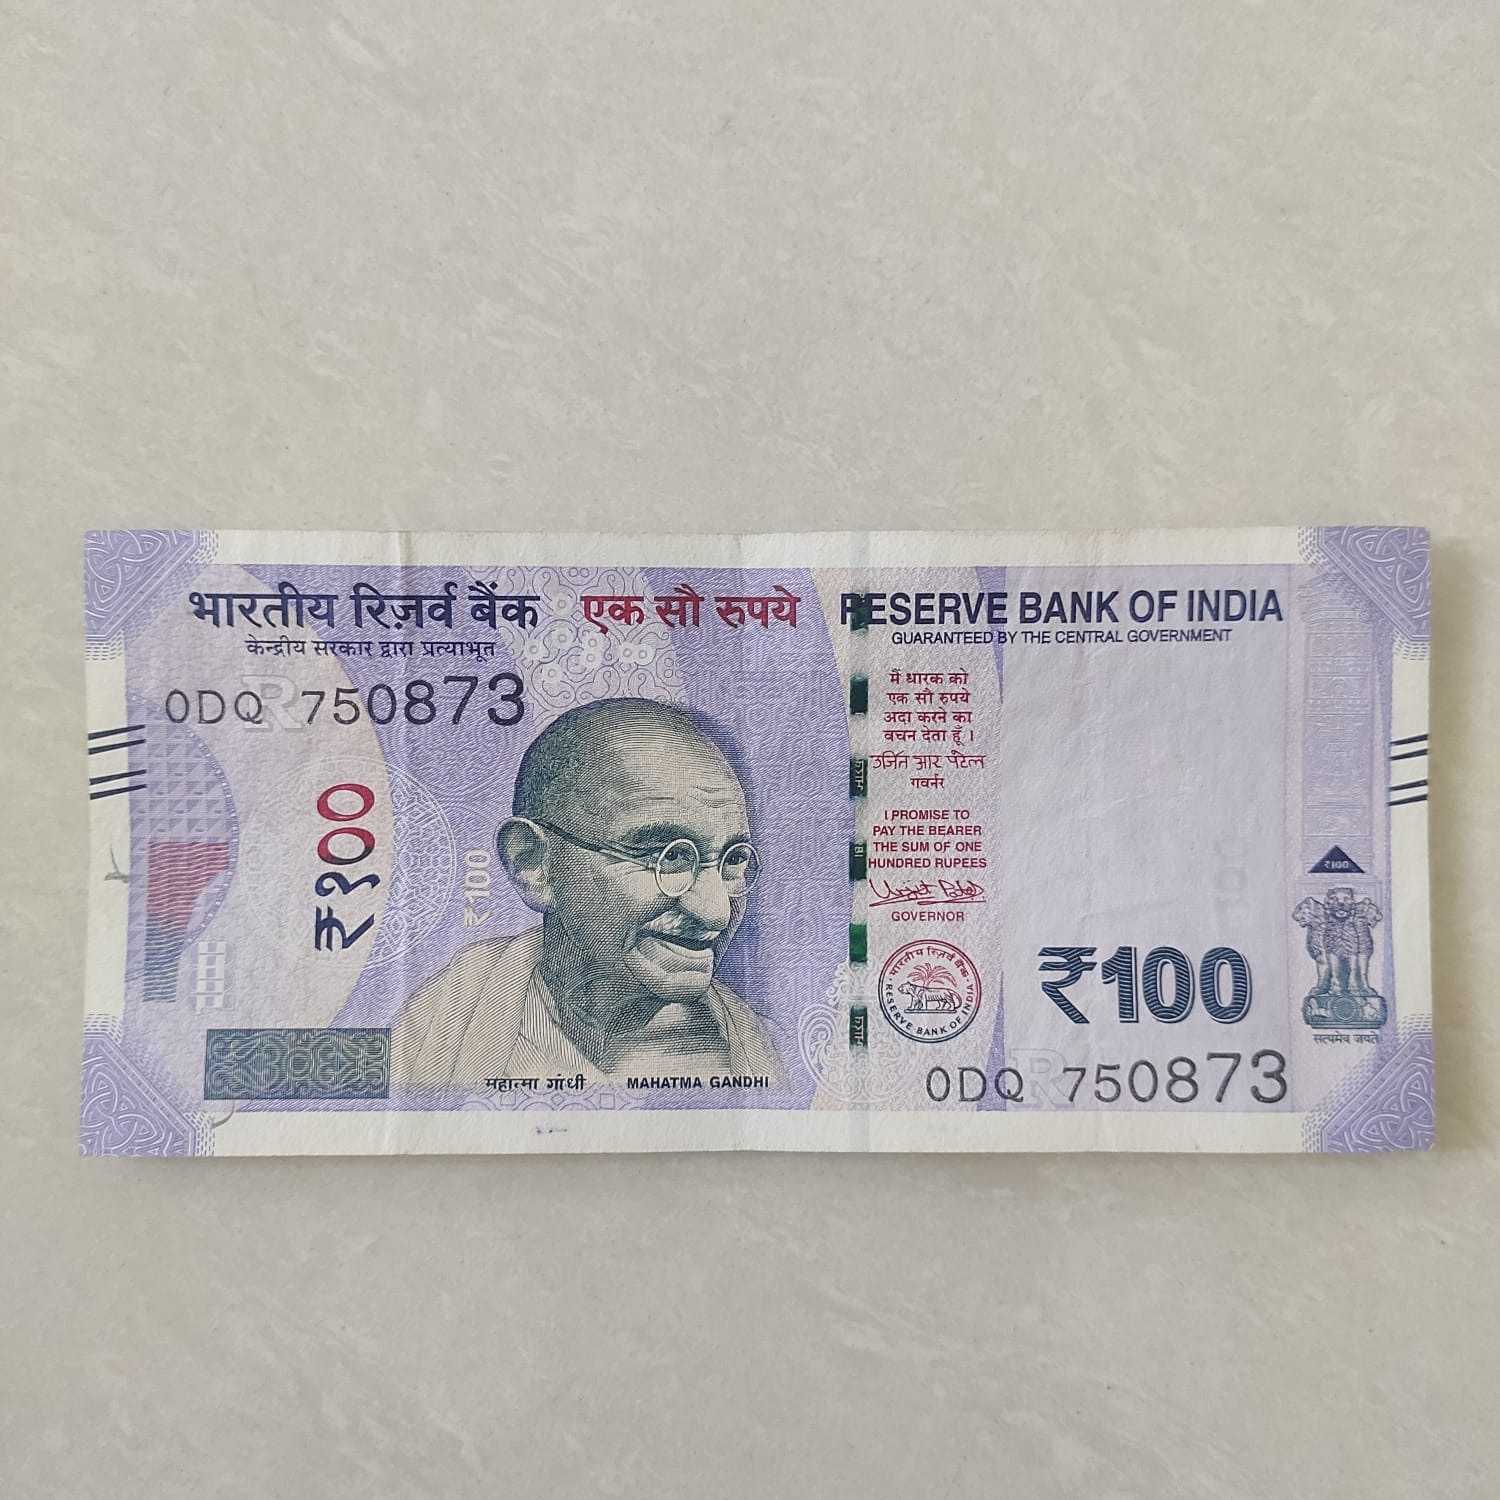 भारतीय रिज़र्व बैंक
केन्द्रीय सरकार द्वारा प्रत्याभूत
एक सौ रुपये
RESERVE BANK OF INDIA
GUARANTEED BY THE CENTRAL GOVERNMENT
0DQ 750873
R
₹१००
₹100
मैं धारक को
एक सौ रुपये
अदा करने का
वचन देता हूँ।
उर्जित आर पटेल
गवर्नर
I PROMISE TO
PAY THE BEARER
THE SUM OF ONE
HUNDRED RUPEES
GOVERNOR
भारतीय रिज़र्व बैंक
RESERVE BANK OF INDIA
₹100
₹100
सत्यमेव जयते
महात्मा गांधी
MAHATMA GANDHI
R
0DQ 750873